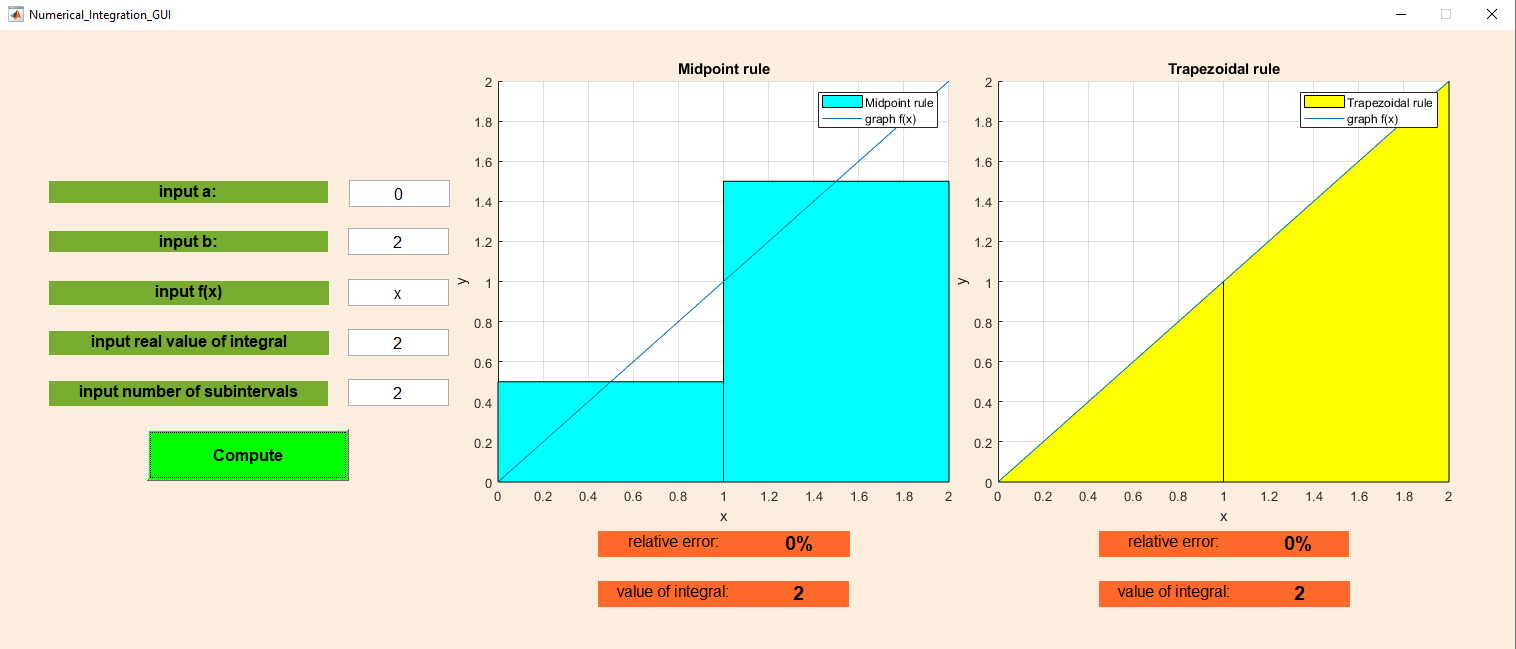 Numerical_Integration_GUI
input a:
0
input b:
2
input f(x)
x
input real value of integral
2
input number of subintervals
2
Compute
Midpoint rule
Midpoint rule
graph f(x)
2
1.8
1.6
1.4
1.2
1
0.8
0.6
0.4
0.2
0
y
0 0.2 0.4 0.6 0.8 1 1.2 1.4 1.6 1.8 2
x
relative error: 0%
value of integral: 2
Trapezoidal rule
Trapezoidal rule
graph f(x)
2
1.8
1.6
1.4
1.2
1
0.8
0.6
0.4
0.2
0
y
0 0.2 0.4 0.6 0.8 1 1.2 1.4 1.6 1.8 2
x
relative error: 0%
value of integral: 2